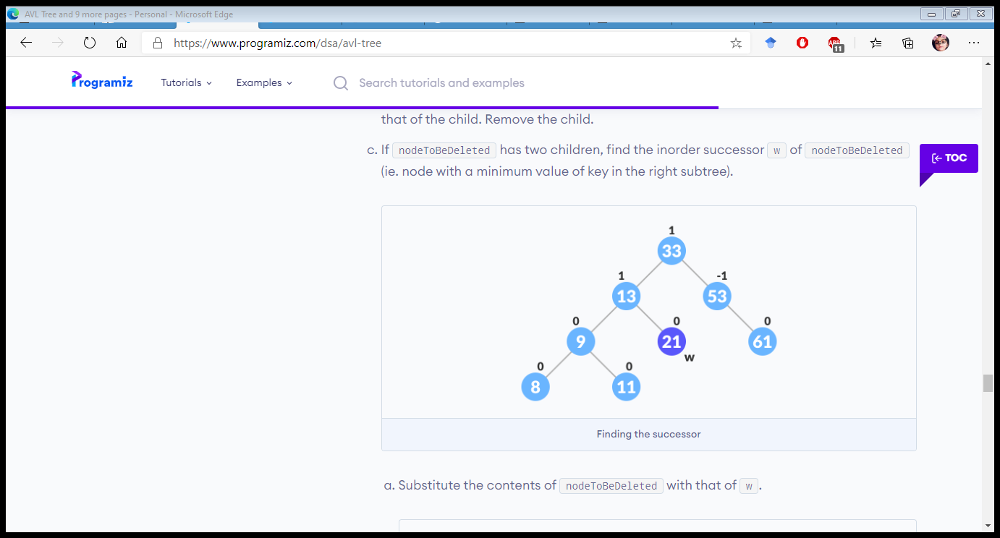 AVL Tree and 9 more pages - Personal - Microsoft Edge
https://www.programiz.com/dsa/avl-tree
ABP
11
Programiz
Tutorials
Examples
Search tutorials and examples
that of the child. Remove the child.
c. If nodeToBeDeleted has two children, find the inorder successor w of nodeToBeDeleted
(ie. node with a minimum value of key in the right subtree).
TOC
1
33
1
13
-1
53
0
9
0
21
w
0
61
0
8
0
11
Finding the successor
a. Substitute the contents of nodeToBeDeleted with that of w.